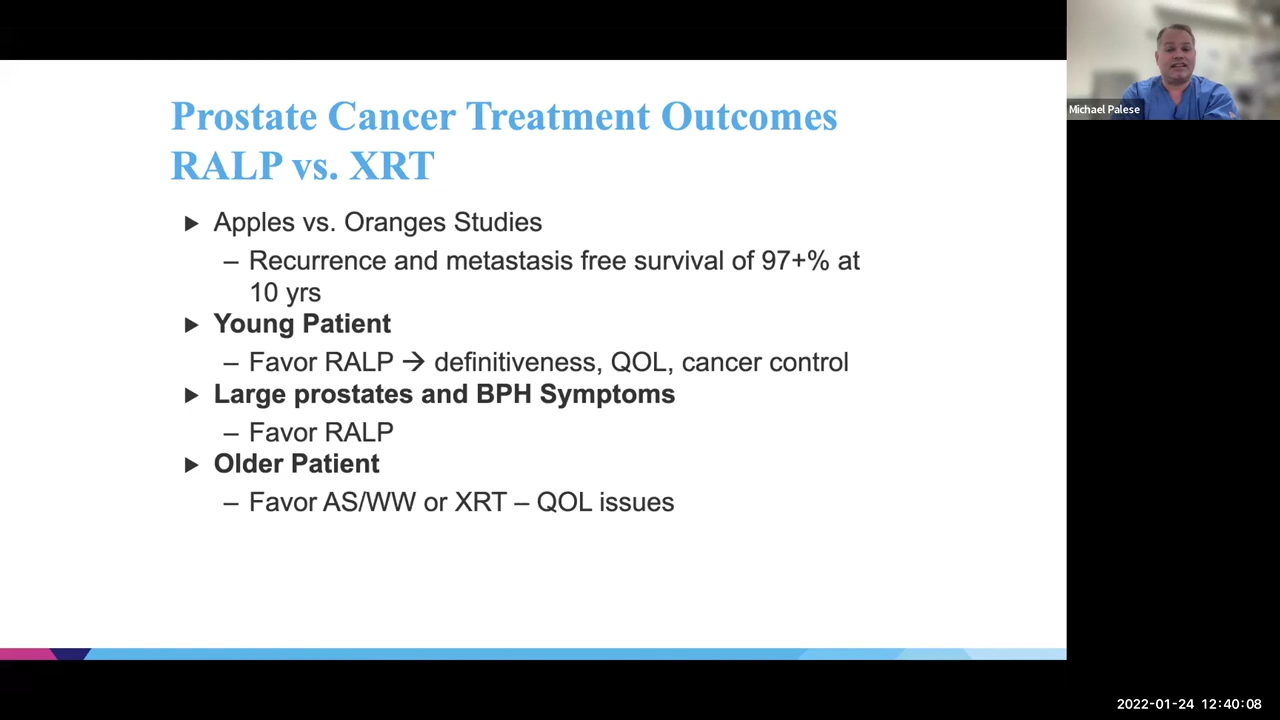 Prostate Cancer Treatment Outcomes
RALP vs. XRT
▶ Apples vs. Oranges Studies
– Recurrence and metastasis free survival of 97+% at
10 yrs
▶ Young Patient
– Favor RALP → definitiveness, QOL, cancer control
▶ Large prostates and BPH Symptoms
– Favor RALP
▶ Older Patient
– Favor AS/WW or XRT – QOL issues
Michael Palese
2022-01-24 12:40:08